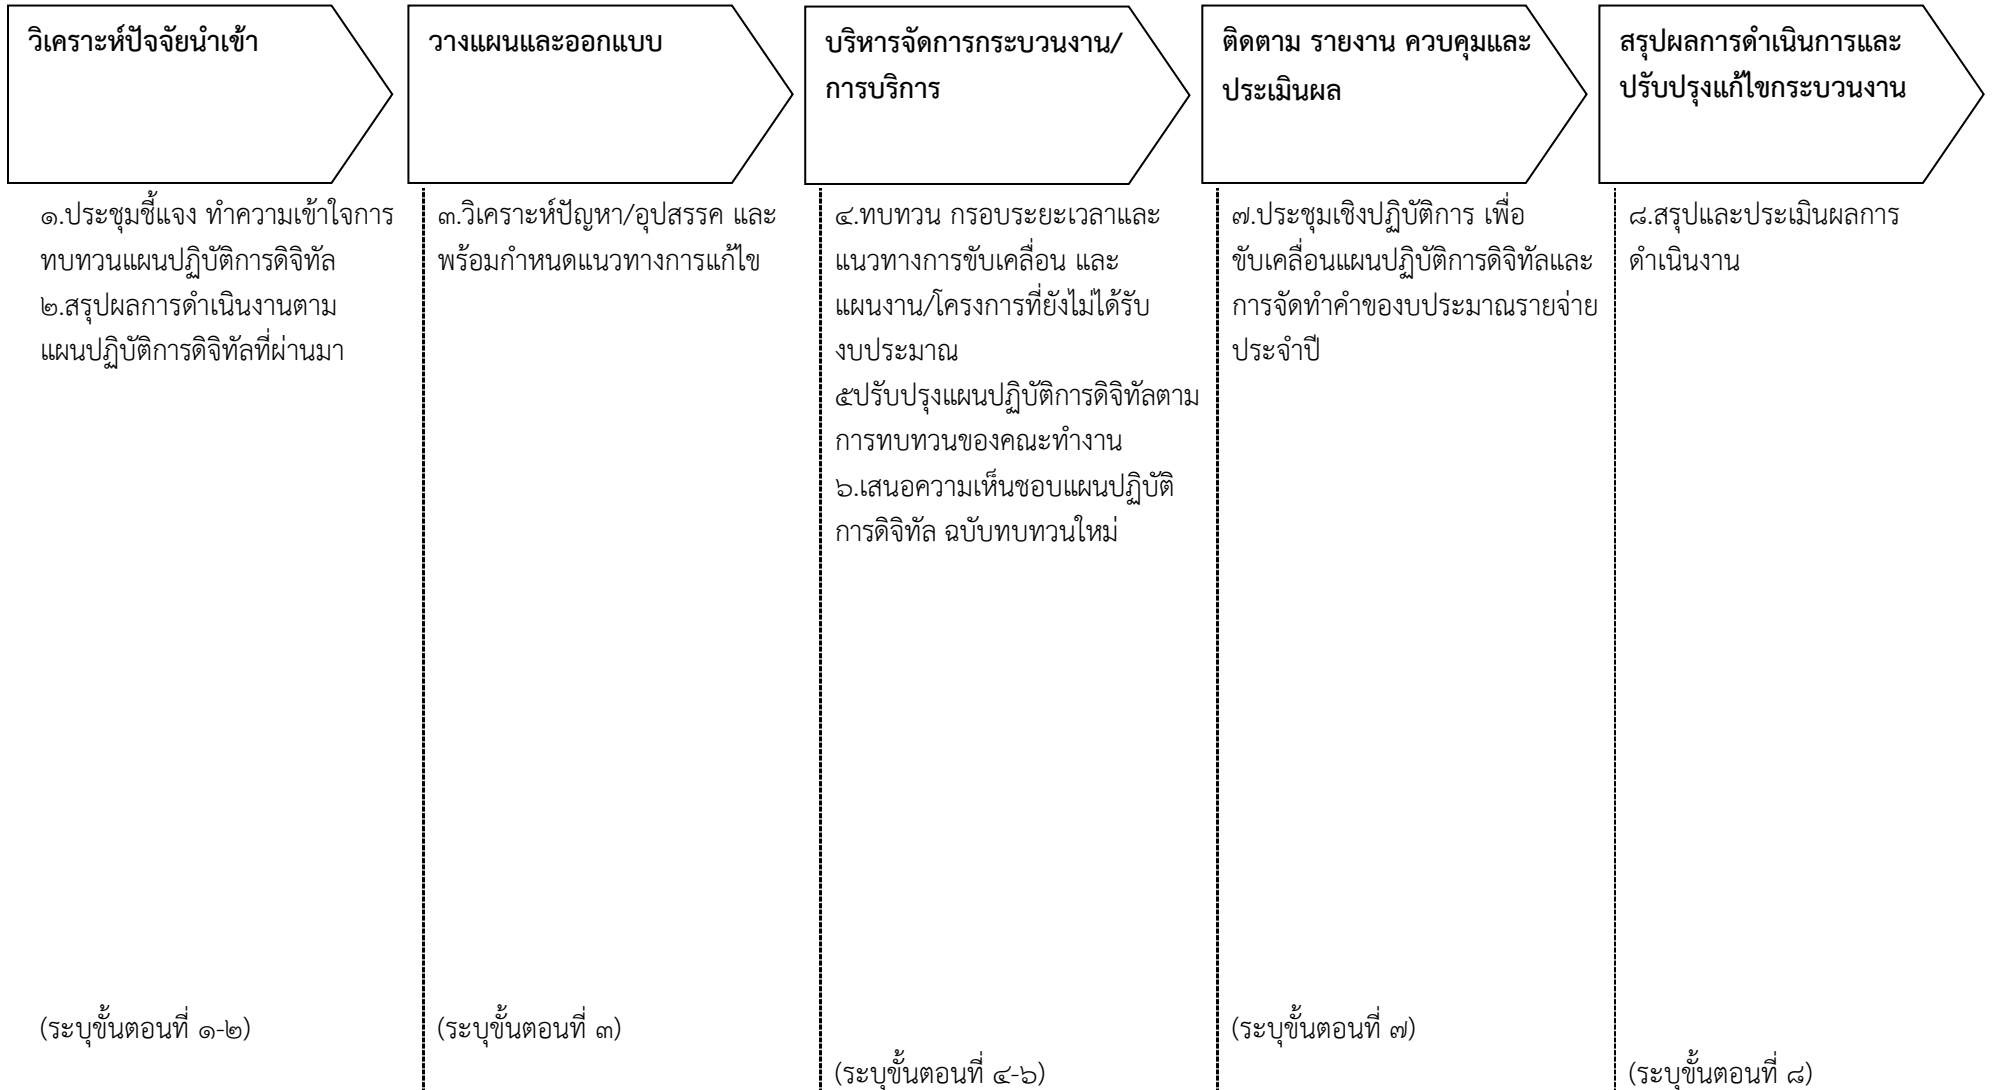 วิเคราะห์ปัจจัยนำเข้า
วางแผนและออกแบบ
บริหารจัดการกระบวนงาน/
การบริการ
ติดตาม รายงาน ควบคุมและ
ประเมินผล
สรุปผลการดำเนินการและ
ปรับปรุงแก้ไขกระบวนงาน
๑.ประชุมชี้แจง ทำความเข้าใจการ
ทบทวนแผนปฏิบัติการดิจิทัล
๒.สรุปผลการดำเนินงานตาม
แผนปฏิบัติการดิจิทัลที่ผ่านมา
(ระบุขั้นตอนที่ ๑-๒)
๓.วิเคราะห์ปัญหา/อุปสรรค และ
พร้อมกำหนดแนวทางการแก้ไข
(ระบุขั้นตอนที่ ๓)
๔.ทบทวน กรอบระยะเวลาและ
แนวทางการขับเคลื่อน และ
แผนงาน/โครงการที่ยังไม่ได้รับ
งบประมาณ
๕ปรับปรุงแผนปฏิบัติการดิจิทัลตาม
การทบทวนของคณะทำงาน
๖.เสนอความเห็นชอบแผนปฏิบัติ
การดิจิทัล ฉบับทบทวนใหม่
(ระบุขั้นตอนที่ ๔-๖)
๗.ประชุมเชิงปฏิบัติการ เพื่อ
ขับเคลื่อนแผนปฏิบัติการดิจิทัลและ
การจัดทำคำของบประมาณรายจ่าย
ประจำปี
(ระบุขั้นตอนที่ ๗)
๘.สรุปและประเมินผลการ
ดำเนินงาน
(ระบุขั้นตอนที่ ๘)